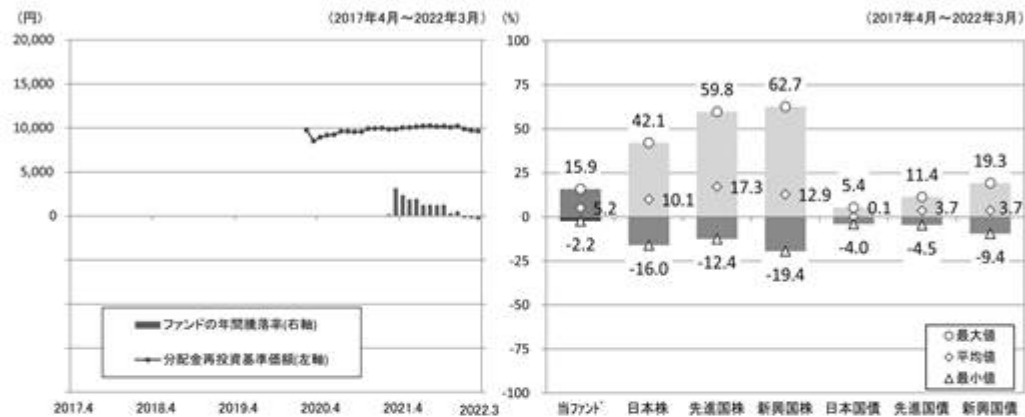 (円)
(2017年4月～2022年3月)
20,000
15,000
10,000
5,000
0
ファンドの年間騰落率(右軸)
分配金再投資基準価額(左軸)
2017.4 2018.4 2019.4 2020.4 2021.4 2022.3
(%)
(2017年4月～2022年3月)
100
75
50
25
0
-25
-50
-75
-100
15.9 42.1 59.8 62.7 5.4 11.4 19.3
5.2 10.1 17.3 12.9 0.1 3.7 3.7
-2.2 -16.0 -12.4 -19.4 -4.0 -4.5 -9.4
最大値
平均値
最小値
当ファンド 日本株 先進国株 新興国株 日本国債 先進国債 新興国債